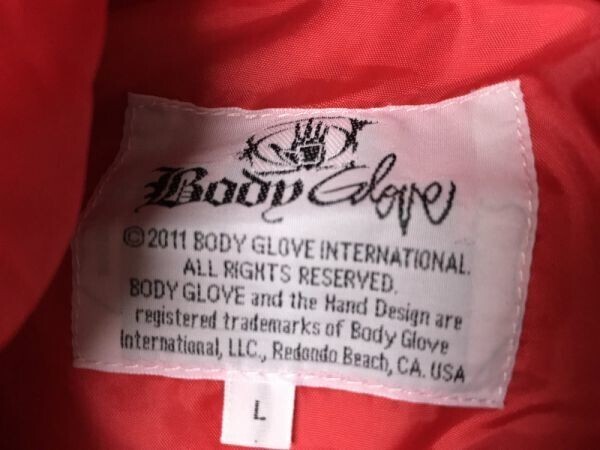 Body Glove
©2011 BODY GLOVE INTERNATIONAL.
ALL RIGHTS RESERVED.
BODY GLOVE and the Hand Design are
registered trademarks of Body Glove
International, LLC., Redondo Beach, CA. USA
L